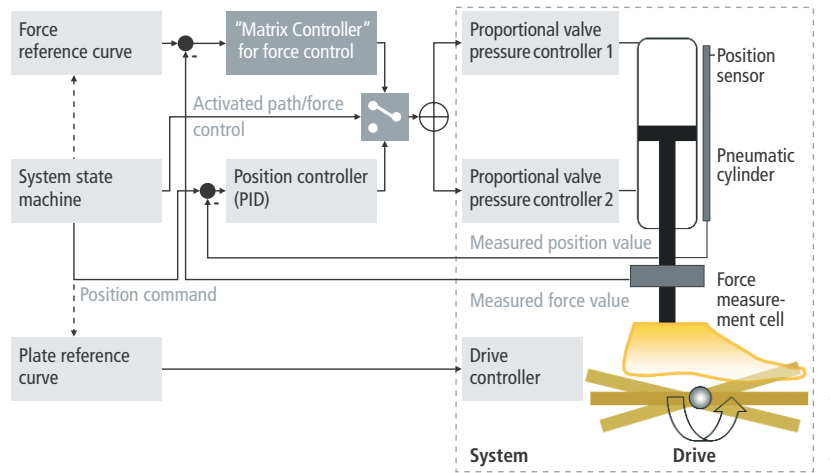 Force
reference curve
“Matrix Controller”
for force control
Proportional valve
pressure controller 1
Position
sensor
-
Activated path/force
control
System state
machine
Position controller
(PID)
-
Proportional valve
pressure controller 2
Pneumatic
cylinder
Measured position value
Position command
Measured force value
Force
measure-
ment cell
Plate reference
curve
Drive
controller
System
Drive